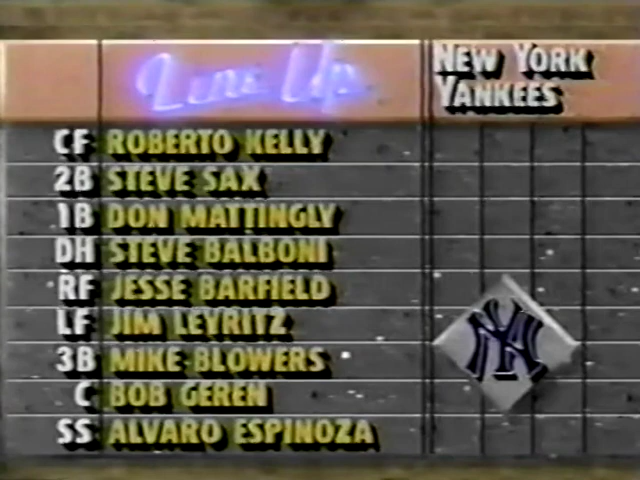 Line Up
NEW YORK
YANKEES
CF ROBERTO KELLY
2B STEVE SAX
1B DON MATTINGLY
DH STEVE BALBONI
RF JESSE BARFIELD
LF JIM LEYRITZ
3B MIKE BLOWERS
C BOB GEREN
SS ALVARO ESPINOZA
NY